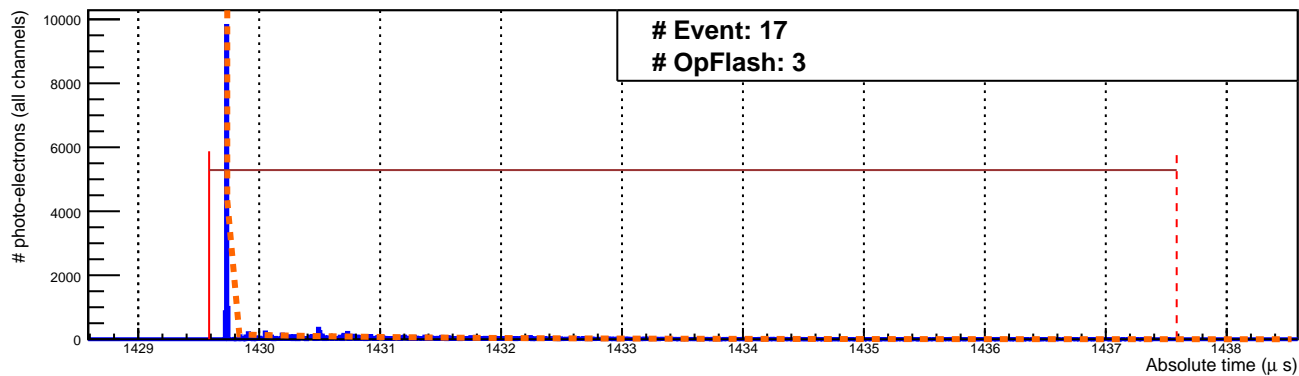 # Event: 17
# OpFlash: 3
# photo-electrons (all channels)
10000
8000
6000
4000
2000
0
1429 1430 1431 1432 1433 1434 1435 1436 1437 1438
Absolute time (μ s)